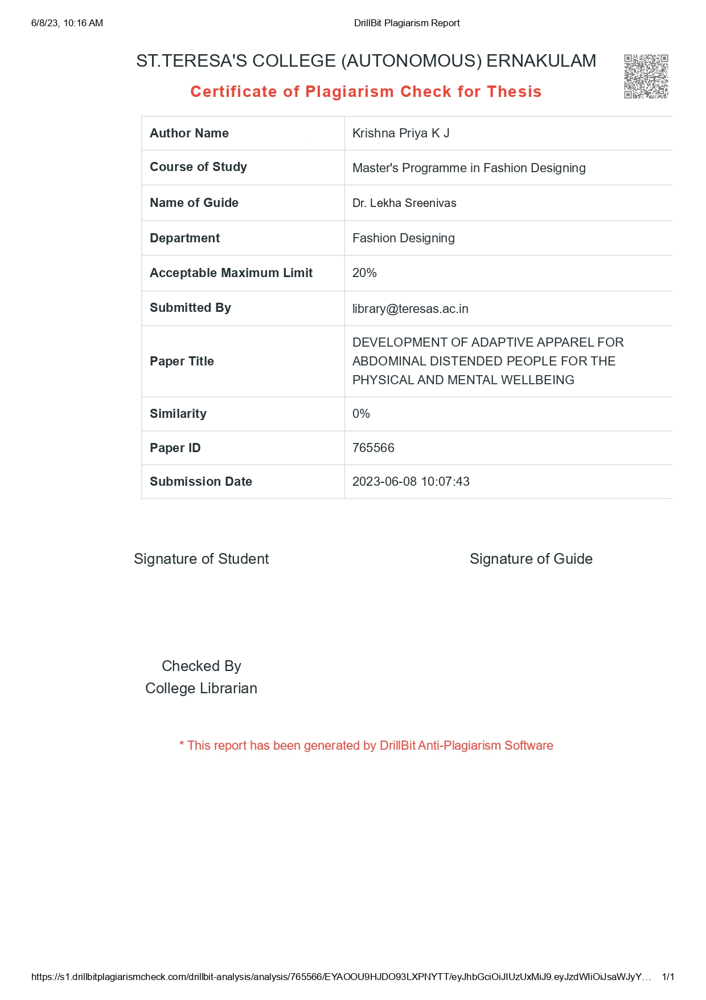 6/8/23, 10:16 AM
DrillBit Plagiarism Report
ST.TERESA'S COLLEGE (AUTONOMOUS) ERNAKULAM
Certificate of Plagiarism Check for Thesis
Author Name
Krishna Priya K J
Course of Study
Master's Programme in Fashion Designing
Name of Guide
Dr. Lekha Sreenivas
Department
Fashion Designing
Acceptable Maximum Limit
20%
Submitted By
library@teresas.ac.in
Paper Title
DEVELOPMENT OF ADAPTIVE APPAREL FOR
ABDOMINAL DISTENDED PEOPLE FOR THE
PHYSICAL AND MENTAL WELLBEING
Similarity
0%
Paper ID
765566
Submission Date
2023-06-08 10:07:43
Signature of Student
Signature of Guide
Checked By
College Librarian
* This report has been generated by DrillBit Anti-Plagiarism Software
https://s1.drillbitplagiarismcheck.com/drillbit-analysis/analysis/765566/EYAOOU9HJDO93LXPNYTT/eyJhbGciOiJIUzUxMiJ9.eyJzdWIiOiJsaWJyY…
1/1